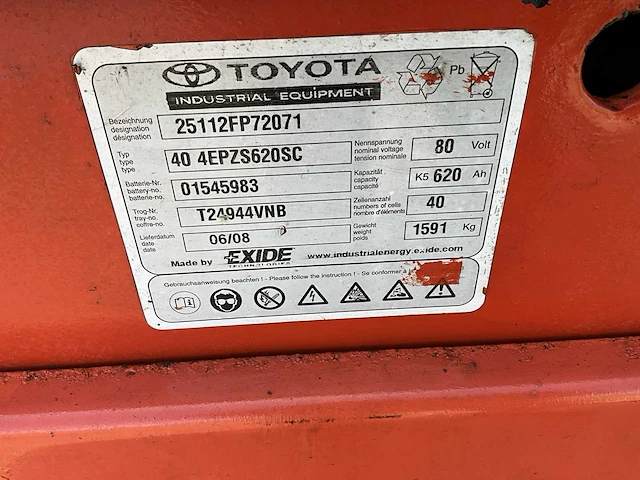 TOYOTA
INDUSTRIAL EQUIPMENT
Pb
Bezeichnung
designation
désignation
25112FP72071
Typ
type
type
40 4EPZS620SC
Nennspannung
nominal voltage
tension nominale
80 Volt
Batterie-Nr.
battery-no.
batterie-no.
01545983
Kapazität
capacity
capacité
K5 620 Ah
Trog-Nr.
tray-no.
coffre-no.
T24944VNB
Zellenanzahl
numbers of cells
nombre d'éléments
40
Lieferdatum
date
date
06/08
Gewicht
weight
poids
1591 Kg
Made by EXIDE
TECHNOLOGIES
www.industrialenergy.exide.com
Gebrauchsanweisung beachten ! - Please follow the instruction ! - Se conformer à